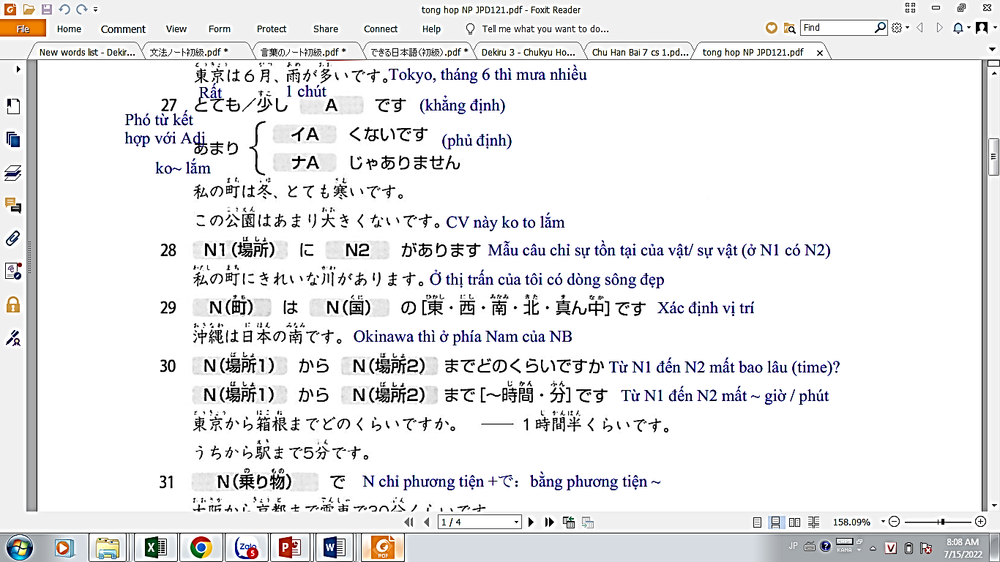 tong hop NP JPD121.pdf - Foxit Reader
File Home Comment View Form Protect Share Connect Help Tell me what you want to do... Find
New words list - Dekir... 文法ノート初級.pdf * 言葉のノート初級.pdf * できる日本語(初級).pdf * Dekiru 3 - Chukyu Ho... Chu Han Bai 7 cs 1.pd... tong hop NP JPD121.pdf
東京は6月、雨が多いです。Tokyo, tháng 6 thì mưa nhiều
Rất 1 chút
27 とても/少し A です (khẳng định)
Phó từ kết
hợp với Adj
イA くないです (phủ định)
あまり
ナA じゃありません
ko~ lắm
私の町は冬、とても寒いです。
この公園はあまり大きくないです。CV này ko to lắm
28 N1(場所) に N2 があります Mẫu câu chỉ sự tồn tại của vật/ sự vật (ở N1 có N2)
私の町にきれいな川があります。Ở thị trấn của tôi có dòng sông đẹp
29 N(町) は N(国) の [東・西・南・北・真ん中] です Xác định vị trí
沖縄は日本の南です。Okinawa thì ở phía Nam của NB
30 N(場所1) から N(場所2) までどのくらいですか Từ N1 đến N2 mất bao lâu (time)?
N(場所1) から N(場所2) まで [~時間・分] です Từ N1 đến N2 mất ~ giờ / phút
東京から箱根までどのくらいですか。 ── 1時間半くらいです。
うちから駅まで5分です。
31 N(乗り物) で N chỉ phương tiện +で: bằng phương tiện ~
大阪から京都まで電車で30分くらいです
1 / 4 158.09%
Zalo 5 PDF JP CAPS KANA 8:08 AM
7/15/2022